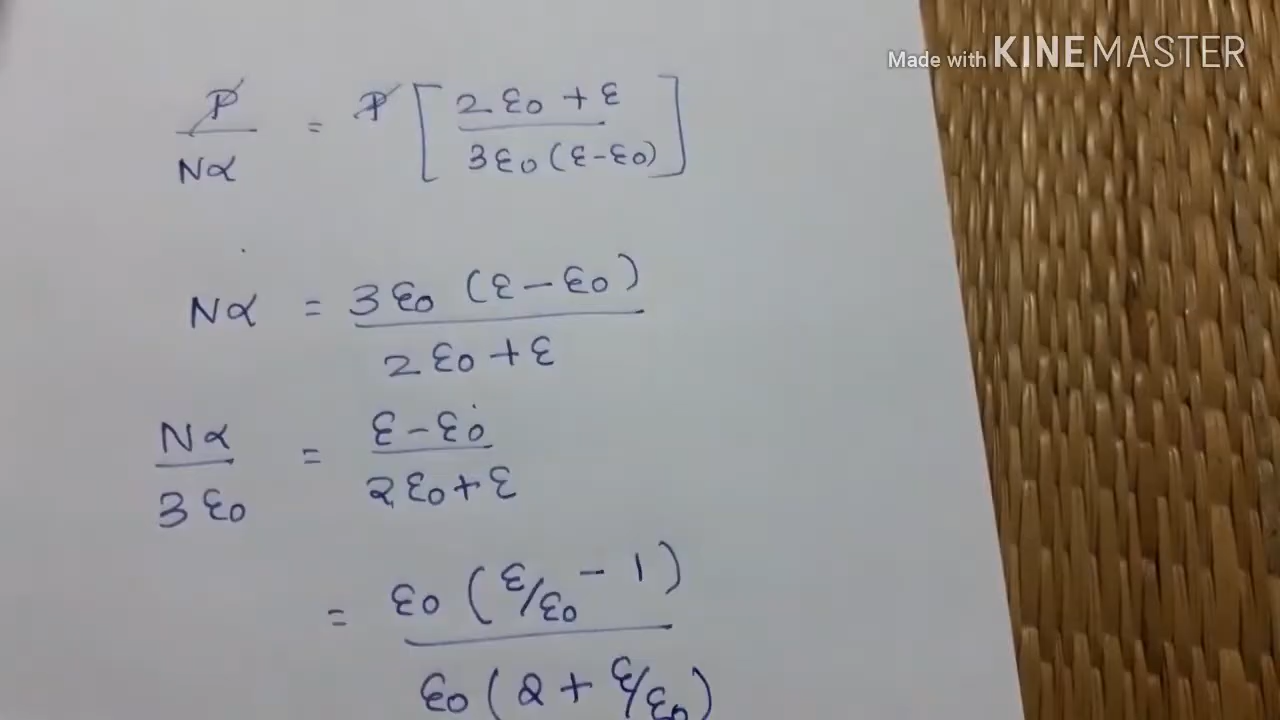 Made with KINEMASTER
P/Nα = P [ (2ε0 + ε) / (3ε0 (ε-ε0)) ]
Nα = 3ε0 (ε-ε0) / (2ε0+ε)
Nα/3ε0 = (ε-ε0) / (2ε0+ε)
= ε0 (ε/ε0 - 1) / ε0 (2 + ε/ε0)